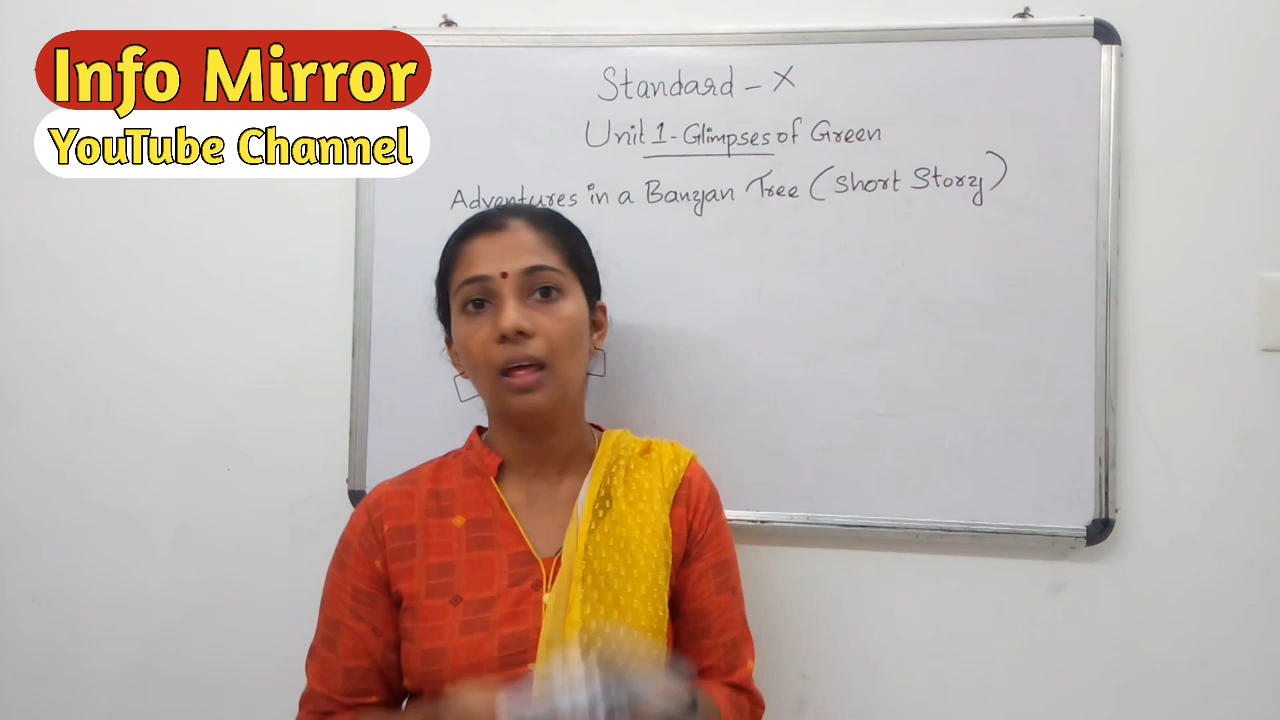 Info Mirror
YouTube Channel
Standard - X
Unit 1 - Glimpses of Green
Adventures in a Banyan Tree (Short Story)